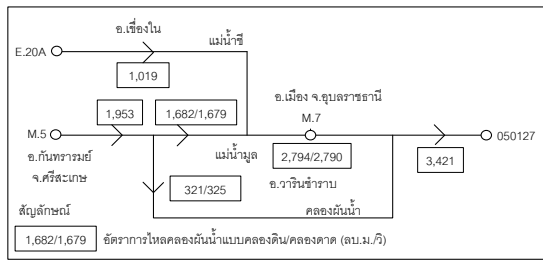 อ.เขื่องใน
แม่น้ำชี
E.20A
1,019
อ.เมือง จ.อุบลราชธานี
1,953
1,682/1,679
M.7
M.5
050127
แม่น้ำมูล
2,794/2,790
3,421
อ.กันทรารมย์
จ.ศรีสะเกษ
321/325
อ.วารินชำราบ
สัญลักษณ์
คลองผันน้ำ
1,682/1,679 อัตราการไหลคลองผันน้ำแบบคลองดิน/คลองดาด (ลบ.ม./วิ)